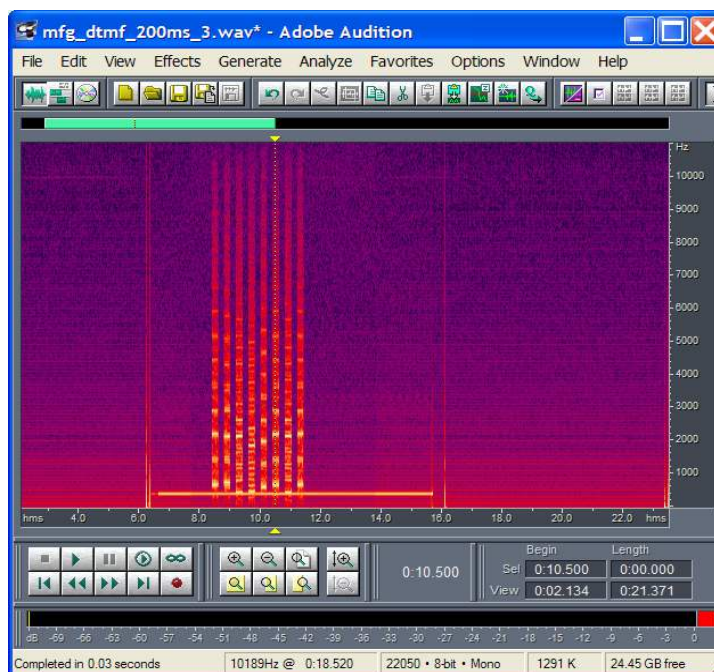 mfg_dtmf_200ms_3.wav* - Adobe Audition
File Edit View Effects Generate Analyze Favorites Options Window Help
Hz
10000
9000
8000
7000
6000
5000
4000
3000
2000
1000
hms 4.0 6.0 8.0 10.0 12.0 14.0 16.0 18.0 20.0 22.0 hms
Begin Length
0:10.500 Sel 0:10.500 0:00.000
View 0:02.134 0:21.371
dB -69 -66 -63 -60 -57 -54 -51 -48 -45 -42 -39 -36 -33 -30 -27 -24 -21 -18 -15 -12 -9 -6 -3 0
Completed in 0.03 seconds 10189Hz @ 0:18.520 22050 • 8-bit • Mono 1291 K 24.45 GB free